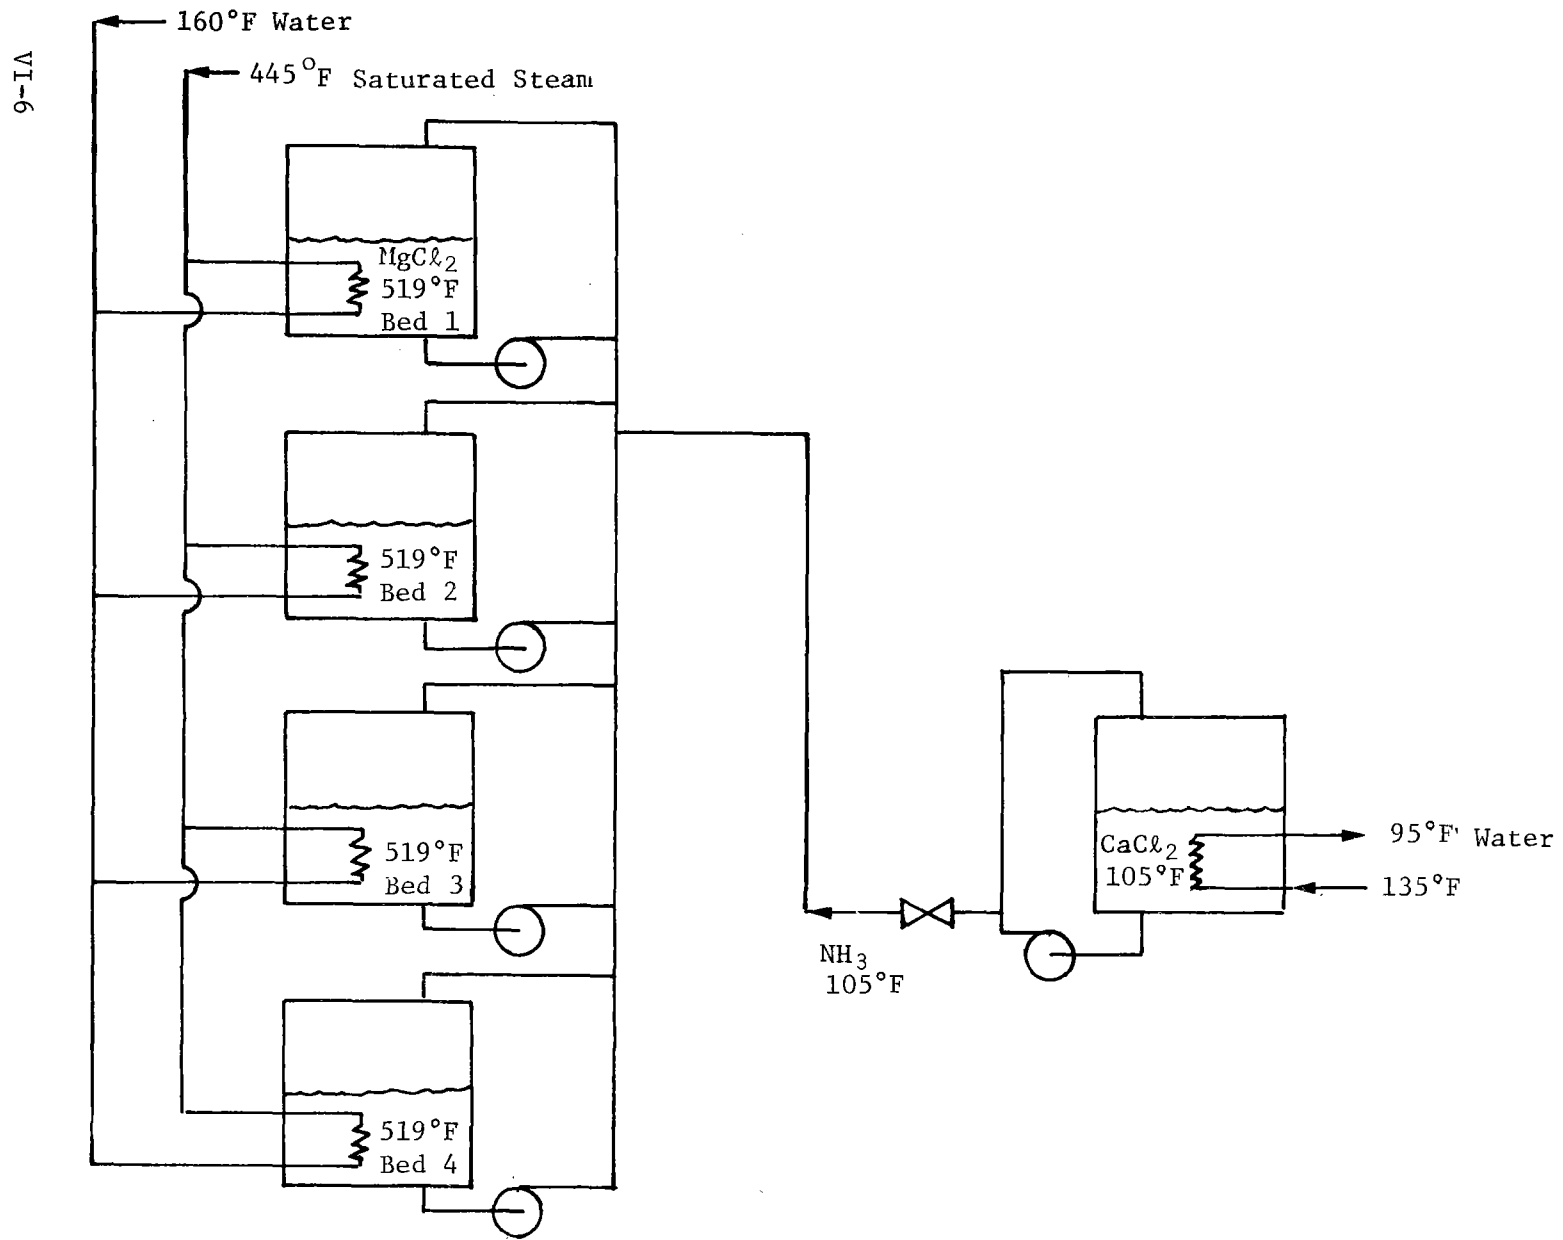 160°F Water
VI-6
445°F Saturated Steam
MgCℓ₂
519°F
Bed 1
519°F
Bed 2
519°F
Bed 3
519°F
Bed 4
CaCℓ₂
105°F
95°F Water
135°F
NH₃
105°F